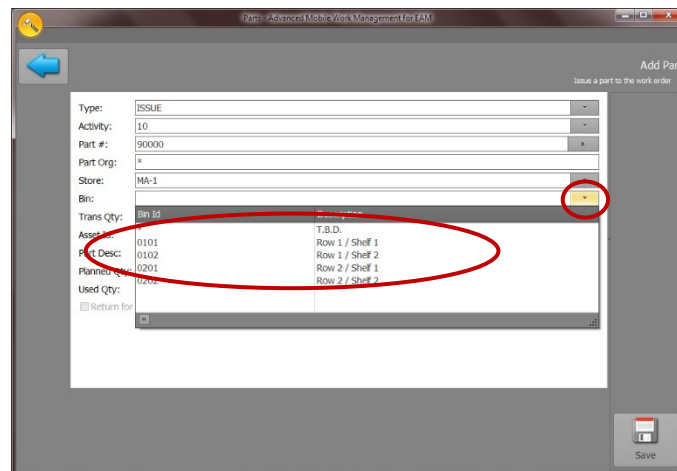 Parts - Advanced Mobile Work Management for EAM
Add Par
Issue a part to the work order
Type: ISSUE
Activity: 10
Part #: 90000
Part Org: *
Store: MA-1
Bin:
Trans Qty: Bin Id Description
Asset Id: * T.B.D.
0101 Row 1 / Shelf 1
Part Desc: 0102 Row 1 / Shelf 2
Planned Qty: 0201 Row 2 / Shelf 1
0202 Row 2 / Shelf 2
Used Qty:
Return for
Save